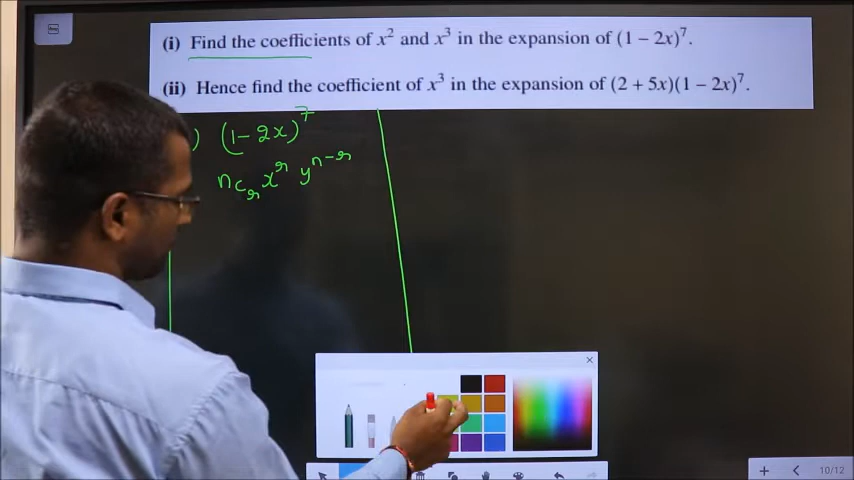 (i) Find the coefficients of x² and x³ in the expansion of (1 − 2x)⁷.
(ii) Hence find the coefficient of x³ in the expansion of (2 + 5x)(1 − 2x)⁷.
) (1-2x)⁷
nCᵣ xʳ yⁿ⁻ʳ
10/12